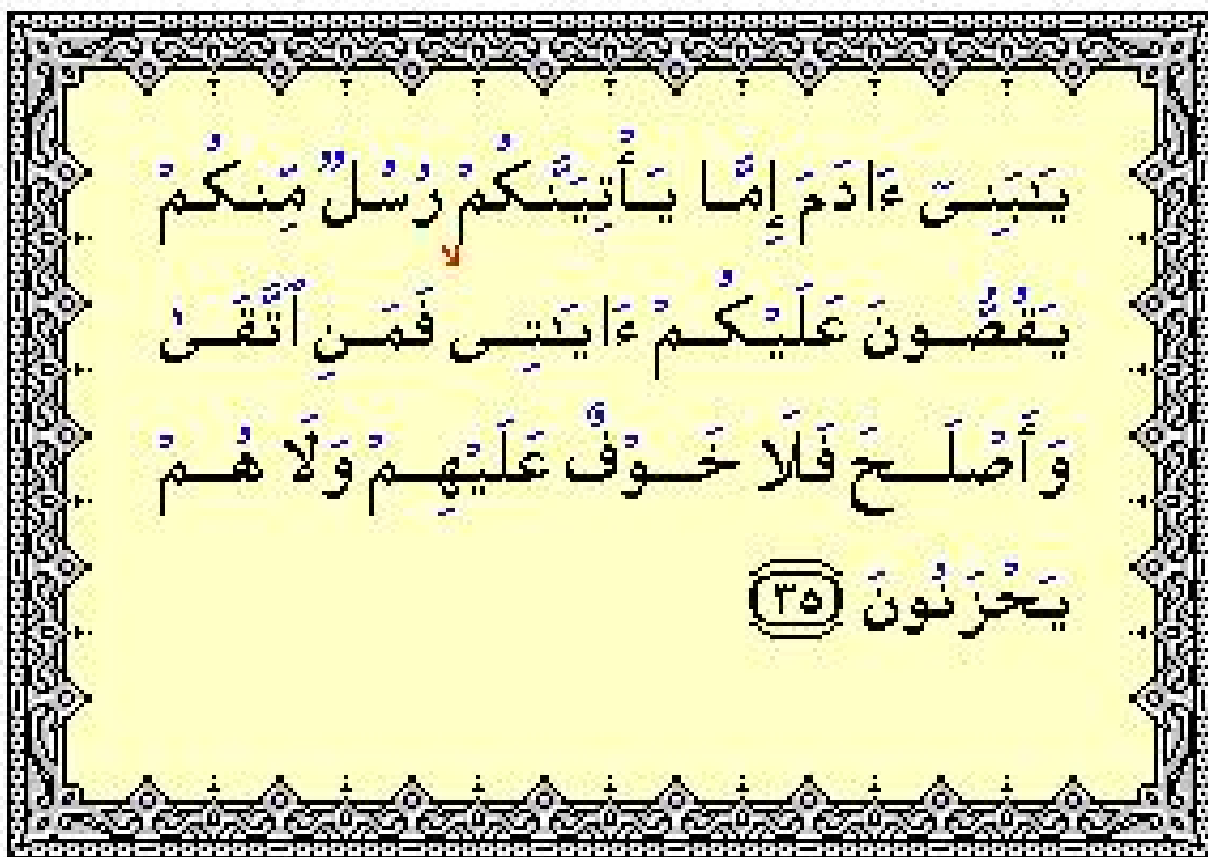 يَٰبَنِىٓ ءَادَمَ إِمَّا يَأْتِيَنَّكُمْ رُسُلٌ مِّنكُمْ
يَقُصُّونَ عَلَيْكُمْ ءَايَٰتِى فَمَنِ ٱتَّقَىٰ
وَأَصْلَحَ فَلَا خَوْفٌ عَلَيْهِمْ وَلَا هُمْ
يَحْزَنُونَ ٣٥